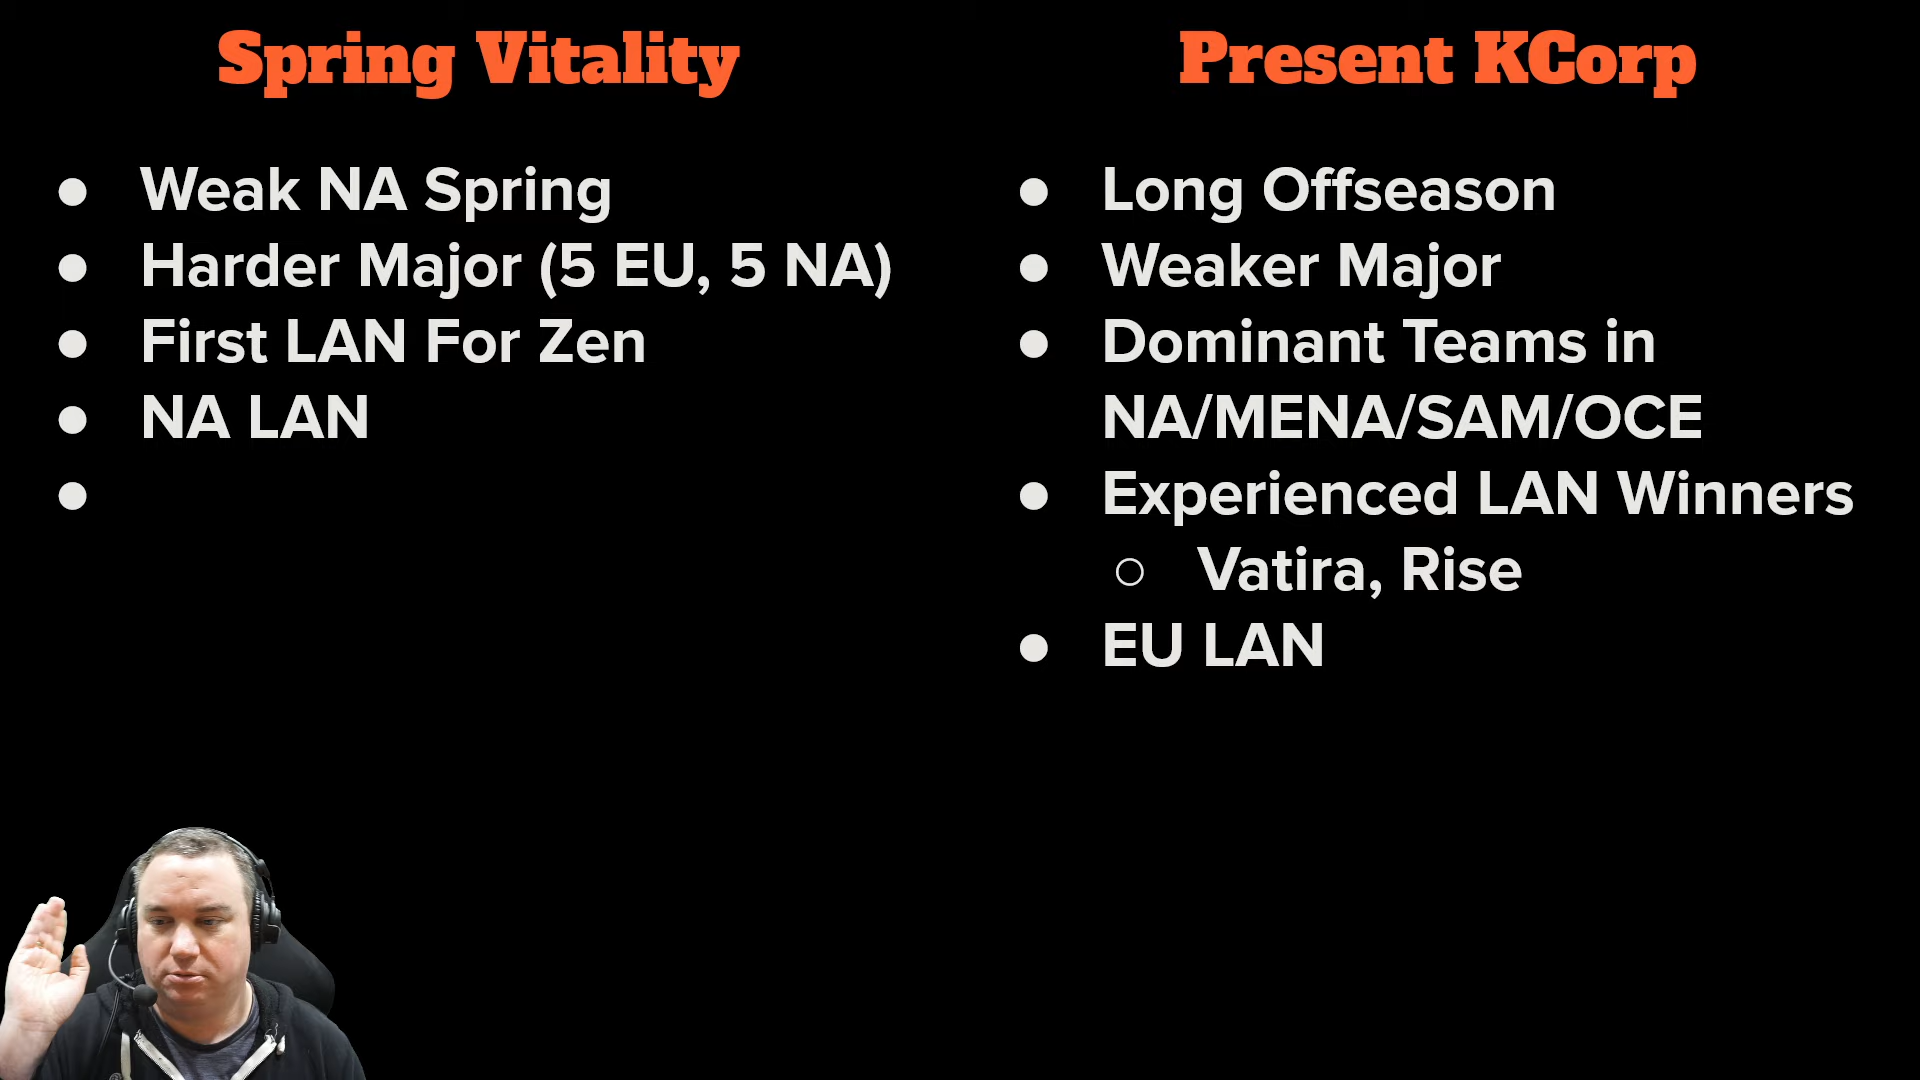 Spring Vitality
● Weak NA Spring
● Harder Major (5 EU, 5 NA)
● First LAN For Zen
● NA LAN
●
Present KCorp
● Long Offseason
● Weaker Major
● Dominant Teams in
NA/MENA/SAM/OCE
● Experienced LAN Winners
○ Vatira, Rise
● EU LAN